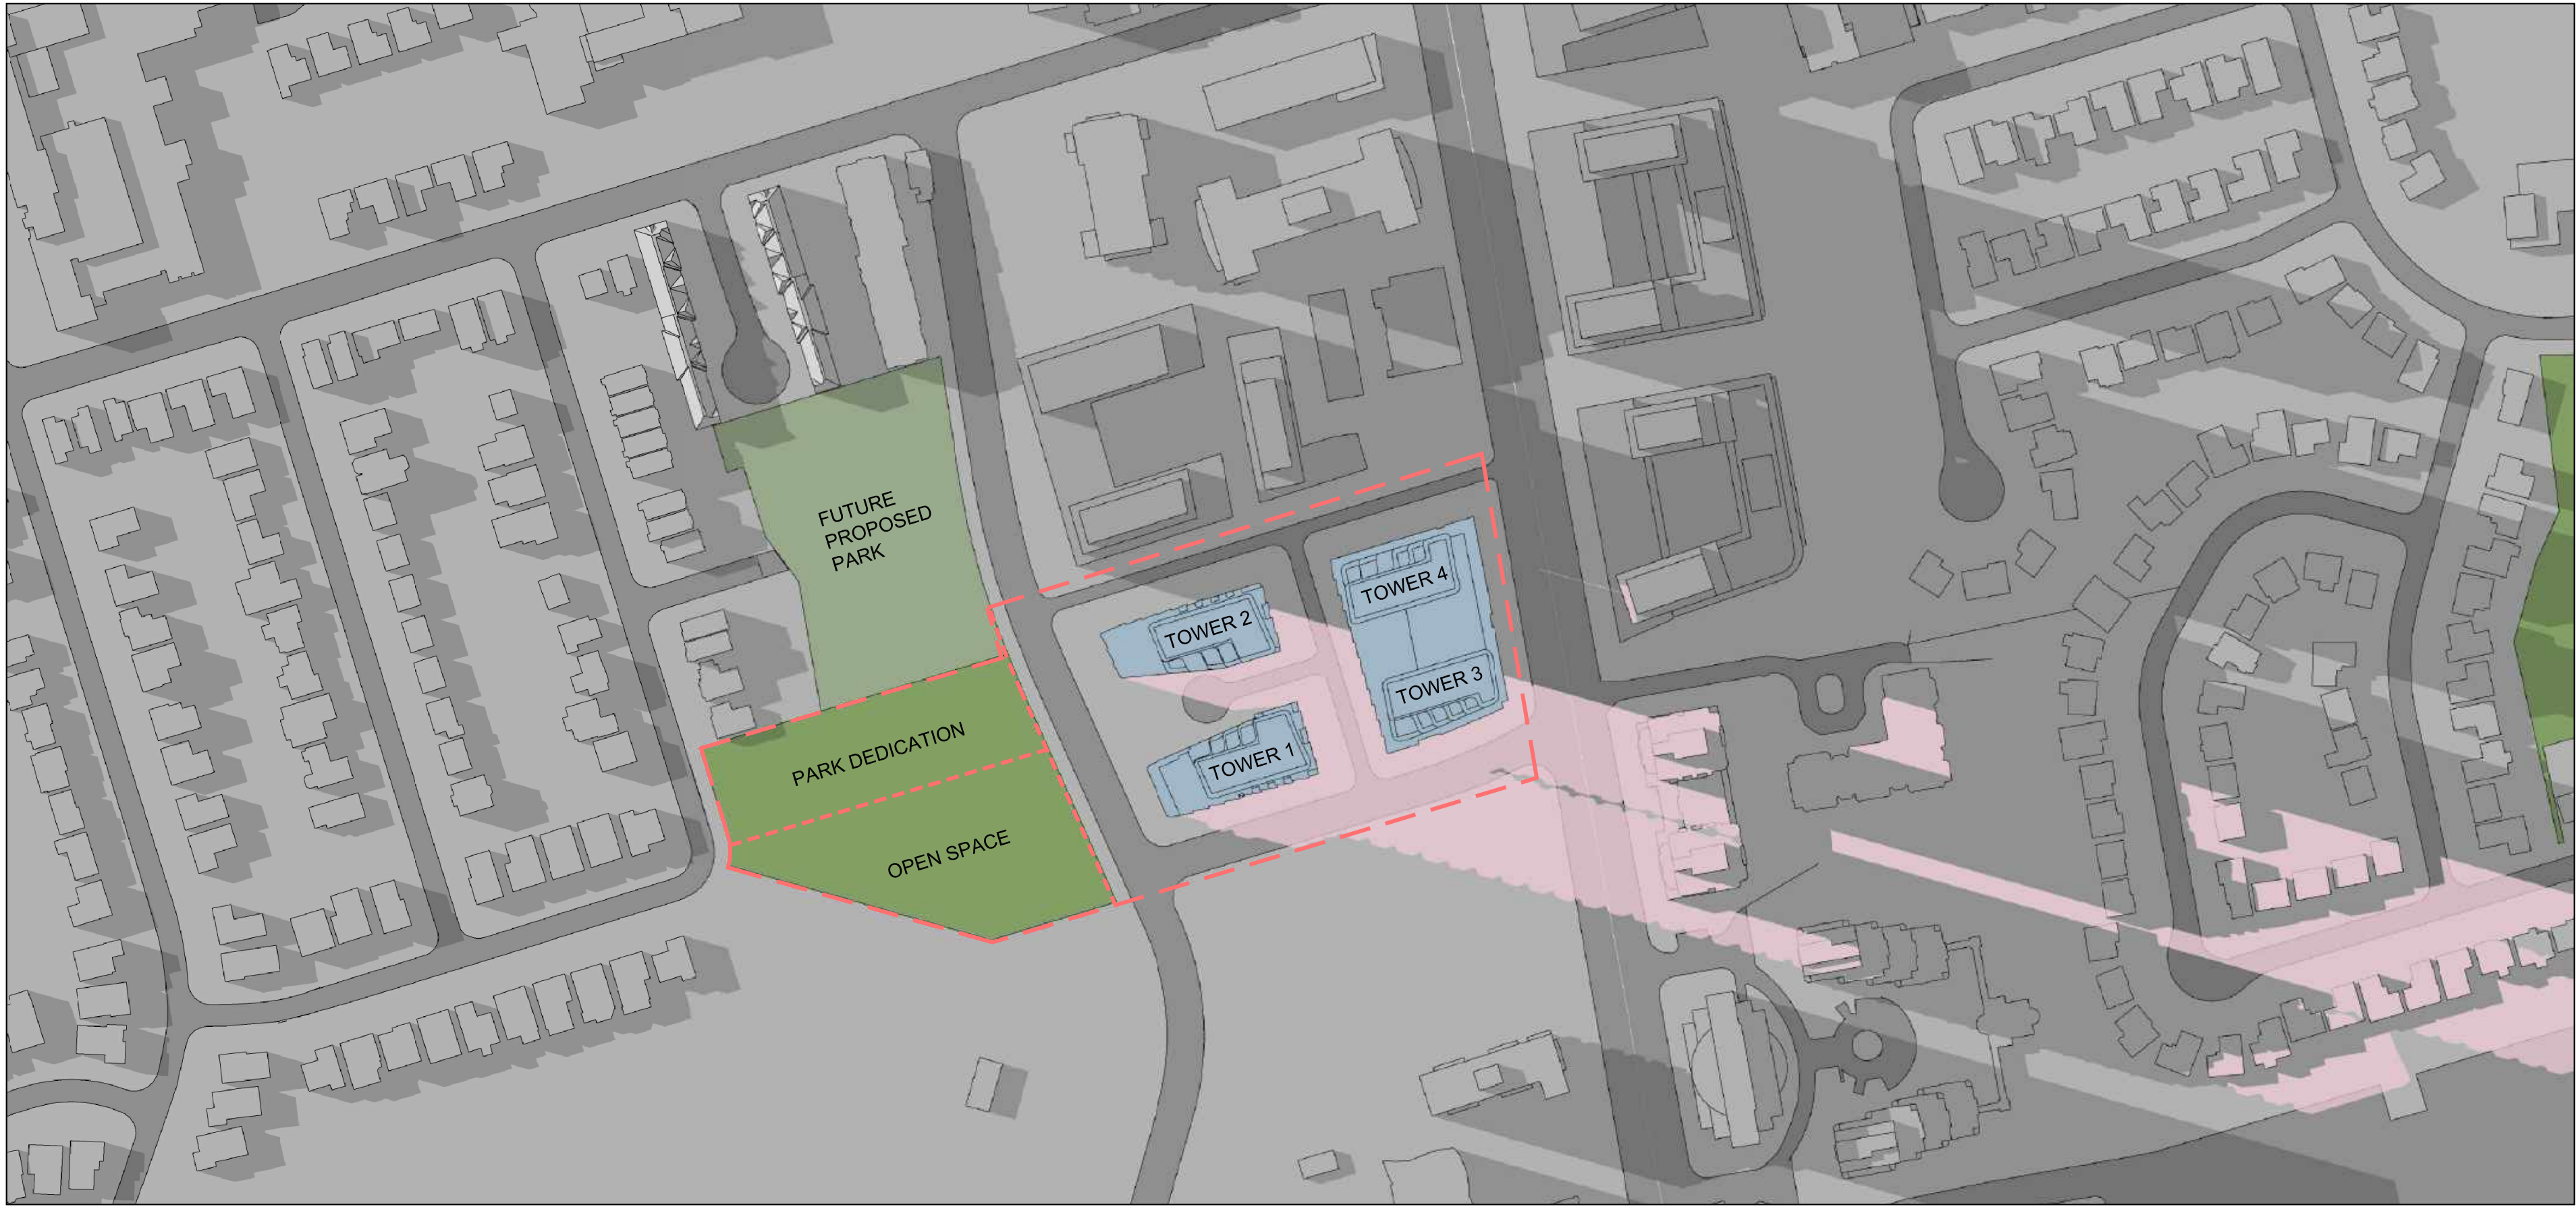 FUTURE
PROPOSED
PARK
TOWER 4
TOWER 2
TOWER 3
TOWER 1
PARK DEDICATION
OPEN SPACE